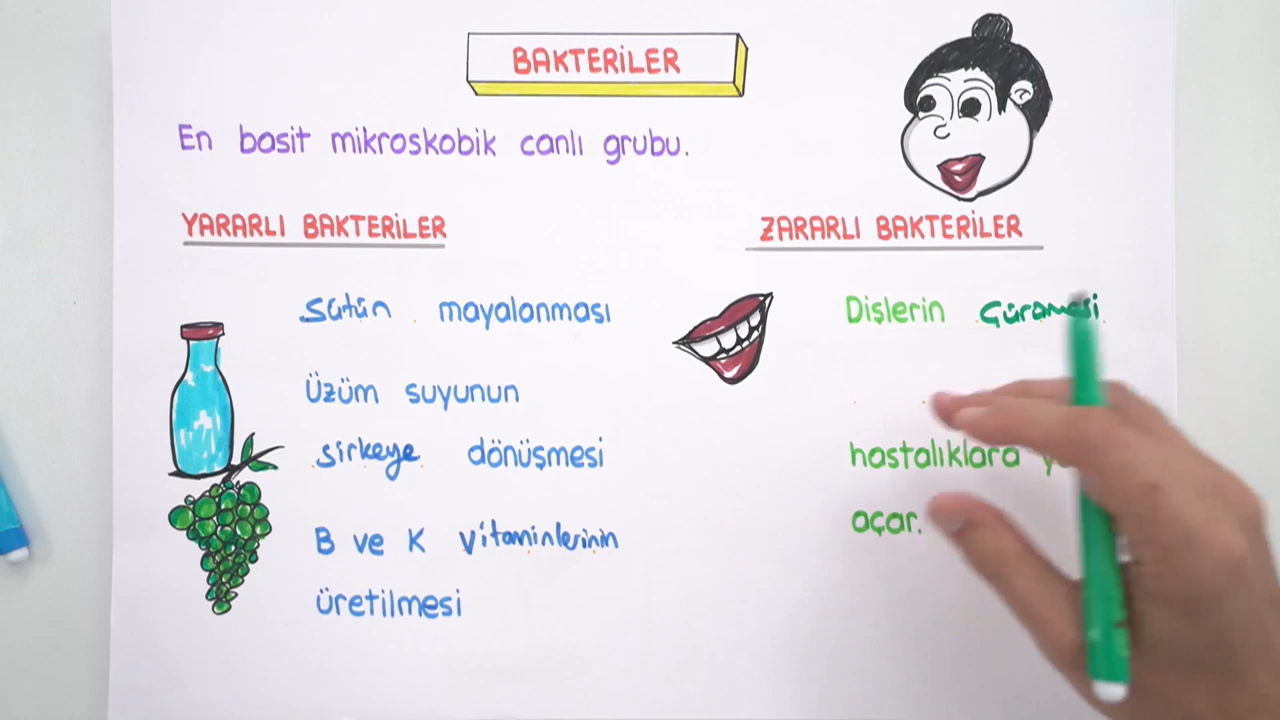 BAKTERİLER
En basit mikroskobik canlı grubu.
YARARLI BAKTERİLER
Sütün mayalanması
Üzüm suyunun
sirkeye dönüşmesi
B ve K vitaminlerinin
üretilmesi
ZARARLI BAKTERİLER
Dişlerin Çürümesi
hastalıklara
açar.